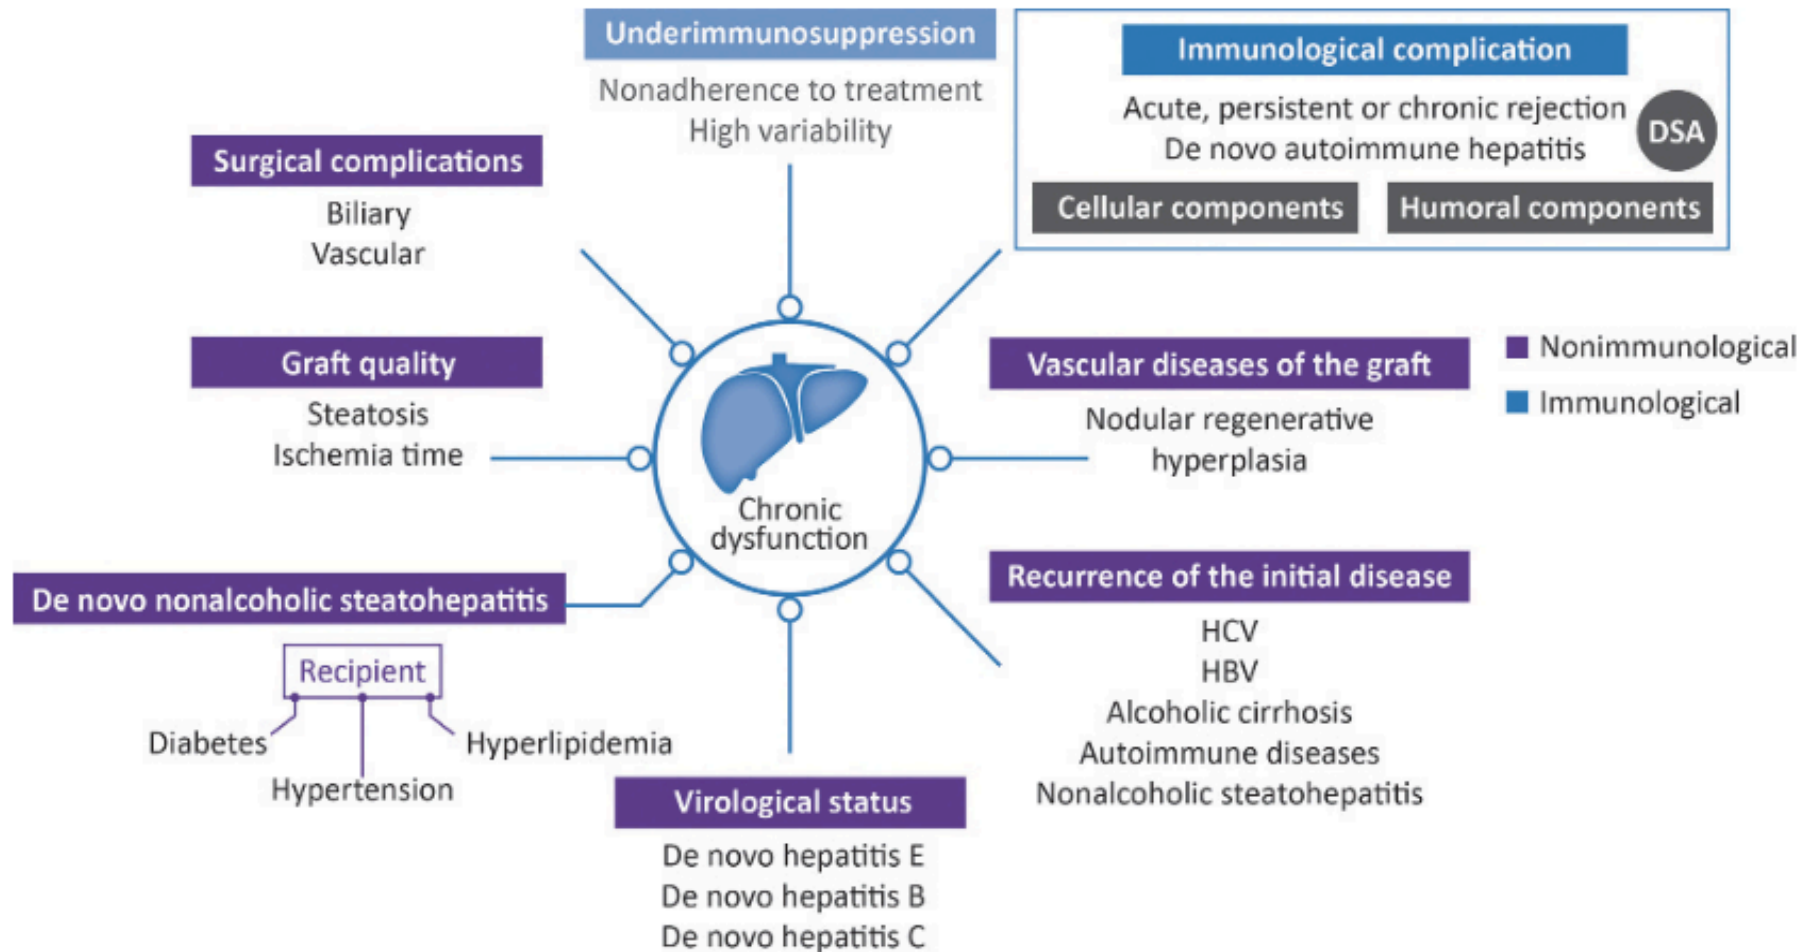 Underimmunosuppression
Nonadherence to treatment
High variability
Immunological complication
Acute, persistent or chronic rejection
De novo autoimmune hepatitis
DSA
Cellular components
Humoral components
Surgical complications
Biliary
Vascular
Graft quality
Steatosis
Ischemia time
Vascular diseases of the graft
Nodular regenerative
hyperplasia
Nonimmunological
Immunological
Chronic
dysfunction
De novo nonalcoholic steatohepatitis
Recipient
Diabetes
Hyperlipidemia
Hypertension
Recurrence of the initial disease
HCV
HBV
Alcoholic cirrhosis
Autoimmune diseases
Nonalcoholic steatohepatitis
Virological status
De novo hepatitis E
De novo hepatitis B
De novo hepatitis C